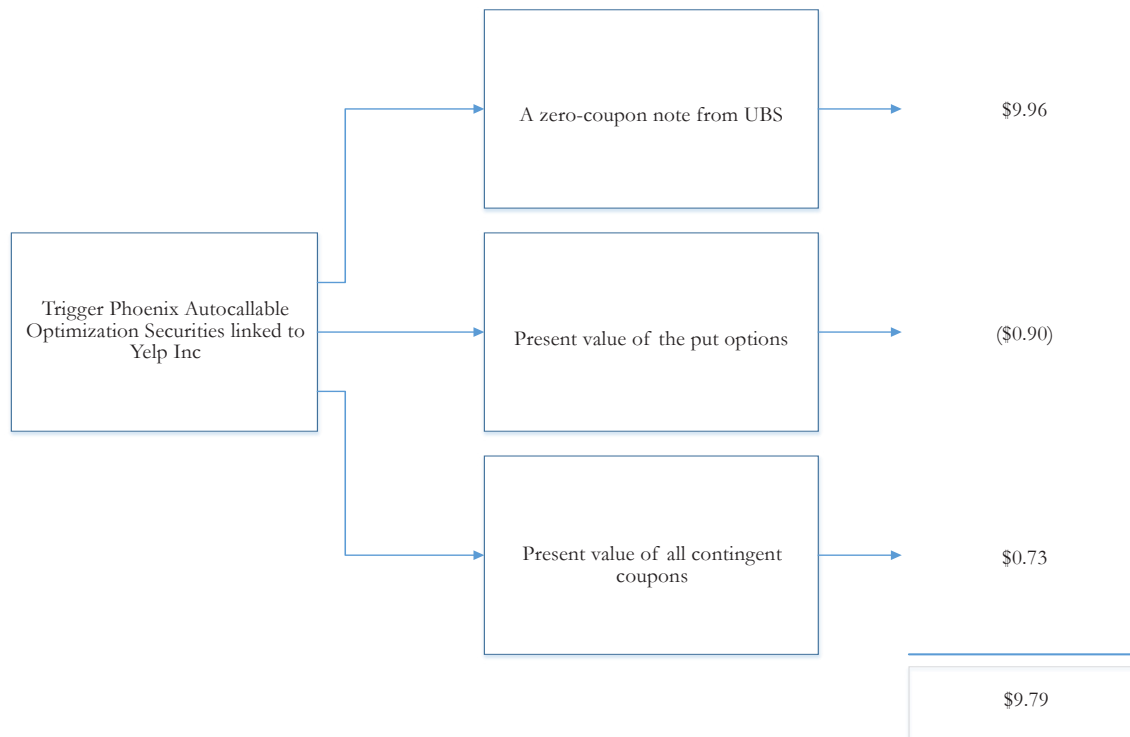 A zero-coupon note from UBS
$9.96
Trigger Phoenix Autocallable
Optimization Securities linked to
Yelp Inc
Present value of the put options
($0.90)
Present value of all contingent
coupons
$0.73
$9.79